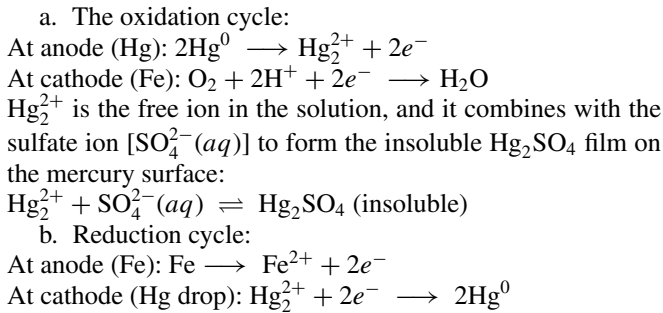 a. The oxidation cycle:
At anode (Hg): 2Hg⁰ ⟶ Hg₂²⁺ + 2e⁻
At cathode (Fe): O₂ + 2H⁺ + 2e⁻ ⟶ H₂O
Hg₂²⁺ is the free ion in the solution, and it combines with the
sulfate ion [SO₄²⁻(aq)] to form the insoluble Hg₂SO₄ film on
the mercury surface:
Hg₂²⁺ + SO₄²⁻(aq) ⇌ Hg₂SO₄ (insoluble)
b. Reduction cycle:
At anode (Fe): Fe ⟶ Fe²⁺ + 2e⁻
At cathode (Hg drop): Hg₂²⁺ + 2e⁻ ⟶ 2Hg⁰